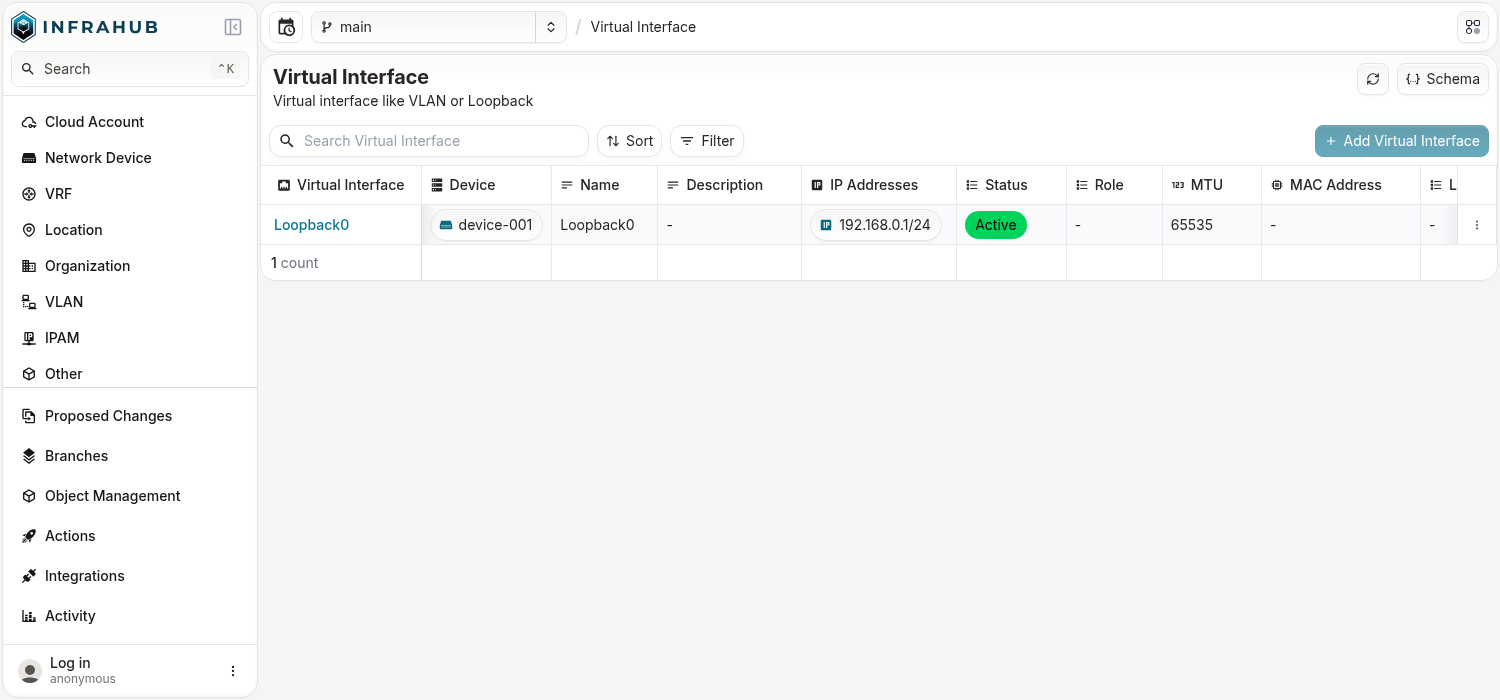 INFRAHUB
Search
⌃K
Cloud Account
Network Device
VRF
Location
Organization
VLAN
IPAM
Other
Proposed Changes
Branches
Object Management
Actions
Integrations
Activity
Log in
anonymous
main / Virtual Interface
Virtual Interface
Virtual interface like VLAN or Loopback
Schema
Search Virtual Interface
Sort
Filter
+ Add Virtual Interface
Virtual Interface Device Name Description IP Addresses Status Role 123 MTU MAC Address L
Loopback0 device-001 Loopback0 - IP 192.168.0.1/24 Active - 65535 - -
1 count